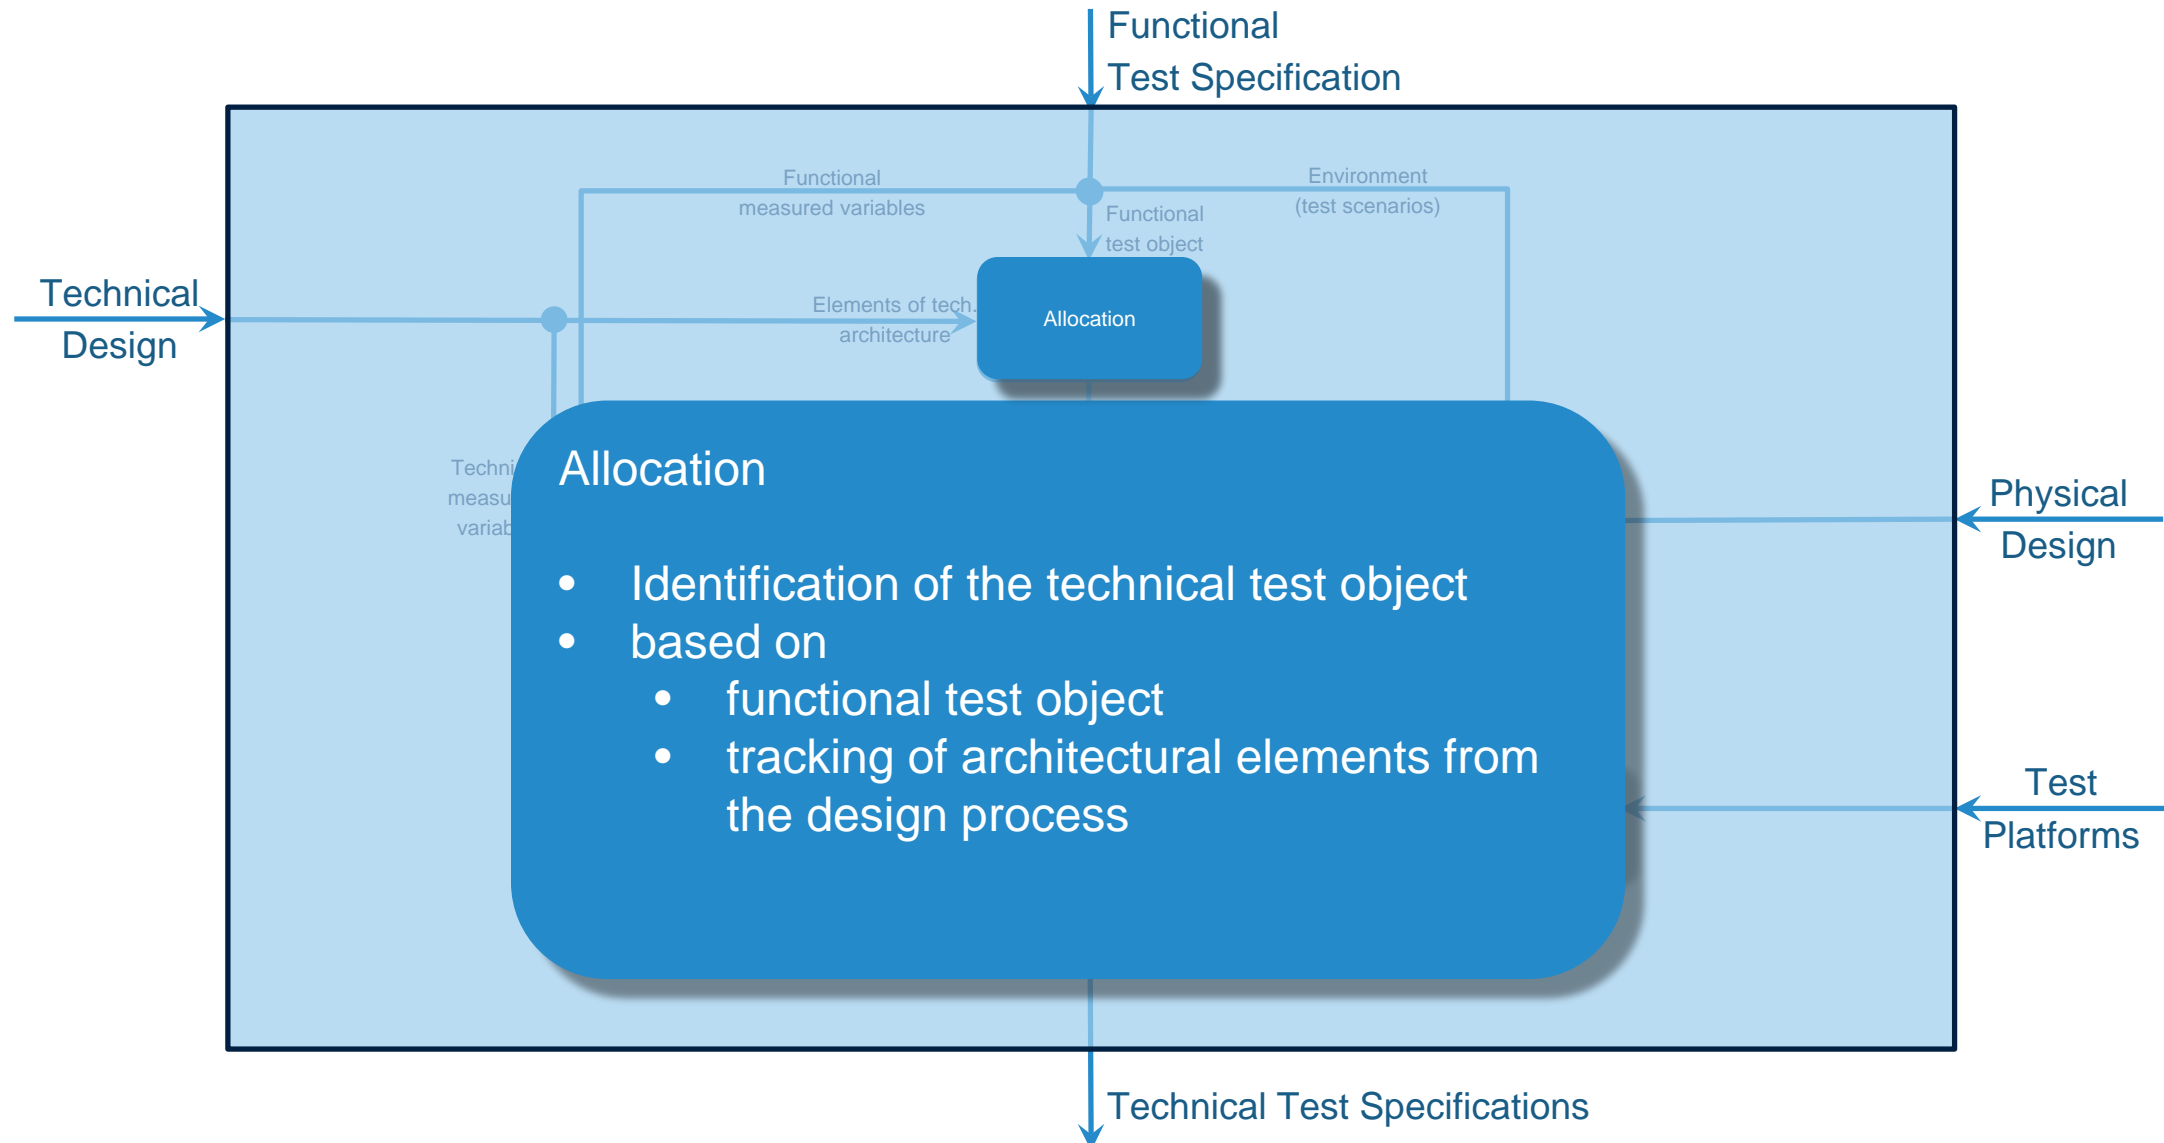 Functional
Test Specification
Functional
measured variables
Environment
(test scenarios)
Functional
test object
Technical
Design
Elements of tech.
architecture
Allocation
Allocation
• Identification of the technical test object
• based on
• functional test object
• tracking of architectural elements from
the design process
Physical
Design
Test
Platforms
Technical Test Specifications